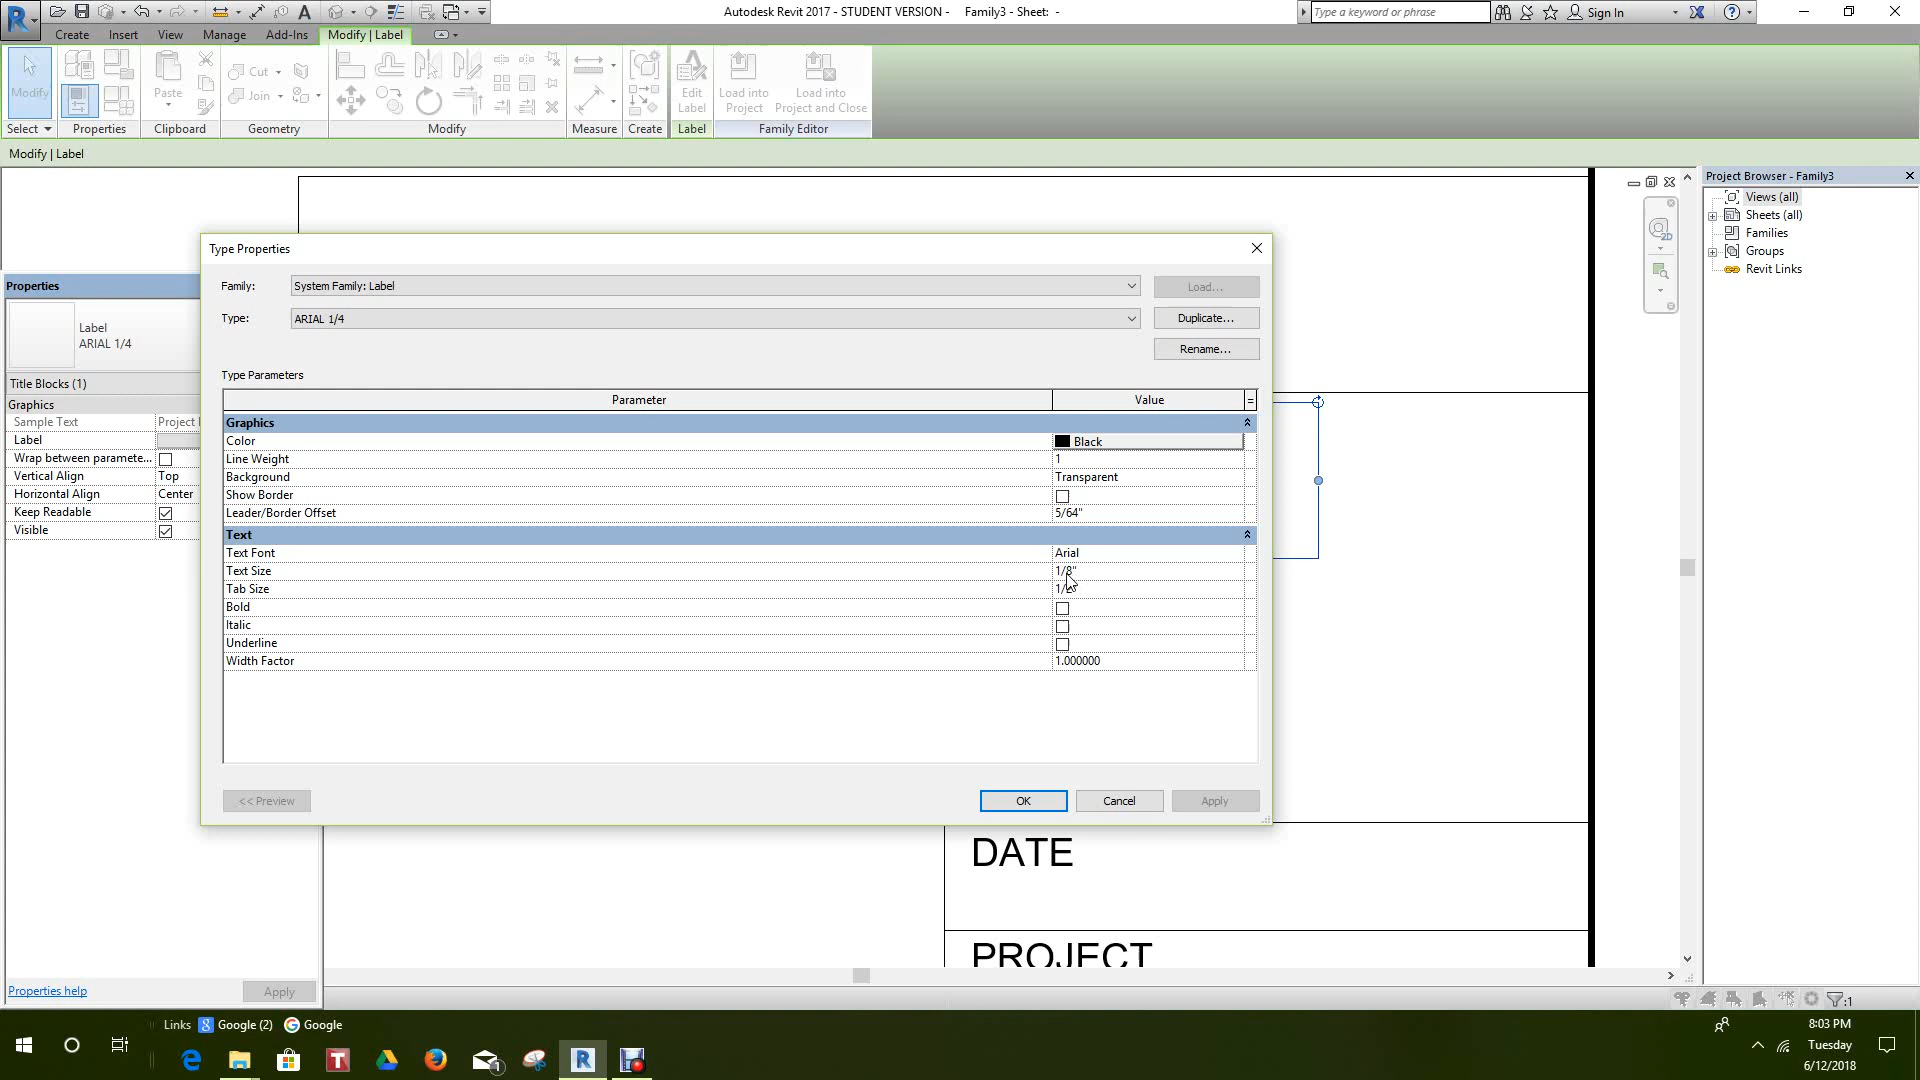 Autodesk Revit 2017 - STUDENT VERSION - Family3 - Sheet: -
Type a keyword or phrase
Sign In
Create Insert View Manage Add-Ins Modify | Label
Modify
Cut
Join
Paste
Edit Label
Load into Project
Load into Project and Close
Select Properties Clipboard Geometry Modify Measure Create Label Family Editor
Modify | Label
Project Browser - Family3
Views (all)
Sheets (all)
Families
Groups
Revit Links
2D
Properties
Label
ARIAL 1/4
Title Blocks (1)
Graphics
Sample Text Project
Label
Wrap between paramete...
Vertical Align Top
Horizontal Align Center
Keep Readable
Visible
Properties help
Apply
Type Properties
Family: System Family: Label Load...
Type: ARIAL 1/4 Duplicate...
Rename...
Type Parameters
Parameter Value =
Graphics
Color Black
Line Weight 1
Background Transparent
Show Border
Leader/Border Offset 5/64"
Text
Text Font Arial
Text Size 1/8"
Tab Size 1/2"
Bold
Italic
Underline
Width Factor 1.000000
<< Preview OK Cancel Apply
DATE
PROJECT
:1
Links Google (2) Google
8:03 PM
Tuesday
6/12/2018